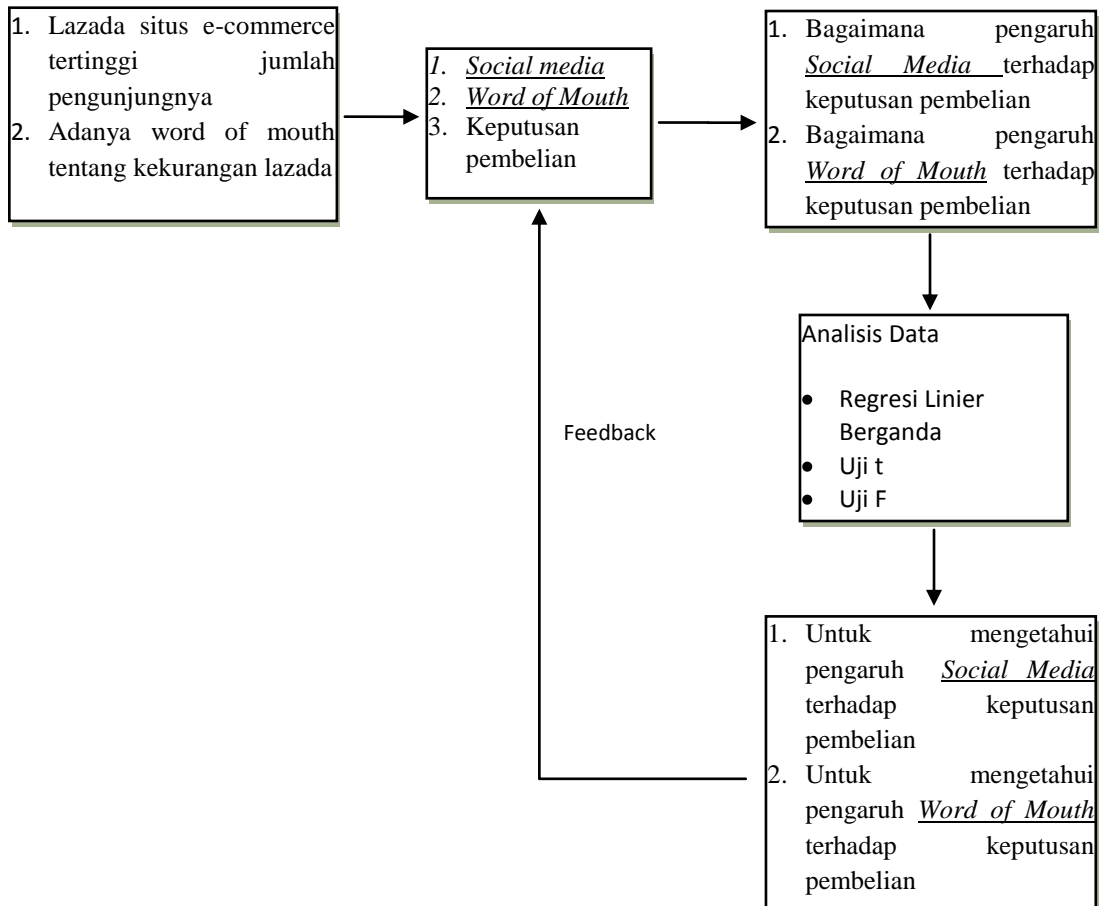 1. Lazada situs e-commerce
tertinggi jumlah
pengunjungnya
2. Adanya word of mouth
tentang kekurangan lazada
1. Social media
2. Word of Mouth
3. Keputusan
pembelian
1. Bagaimana pengaruh
Social Media terhadap
keputusan pembelian
2. Bagaimana pengaruh
Word of Mouth terhadap
keputusan pembelian
Analisis Data
• Regresi Linier
Berganda
• Uji t
• Uji F
Feedback
1. Untuk mengetahui
pengaruh Social Media
terhadap keputusan
pembelian
2. Untuk mengetahui
pengaruh Word of Mouth
terhadap keputusan
pembelian